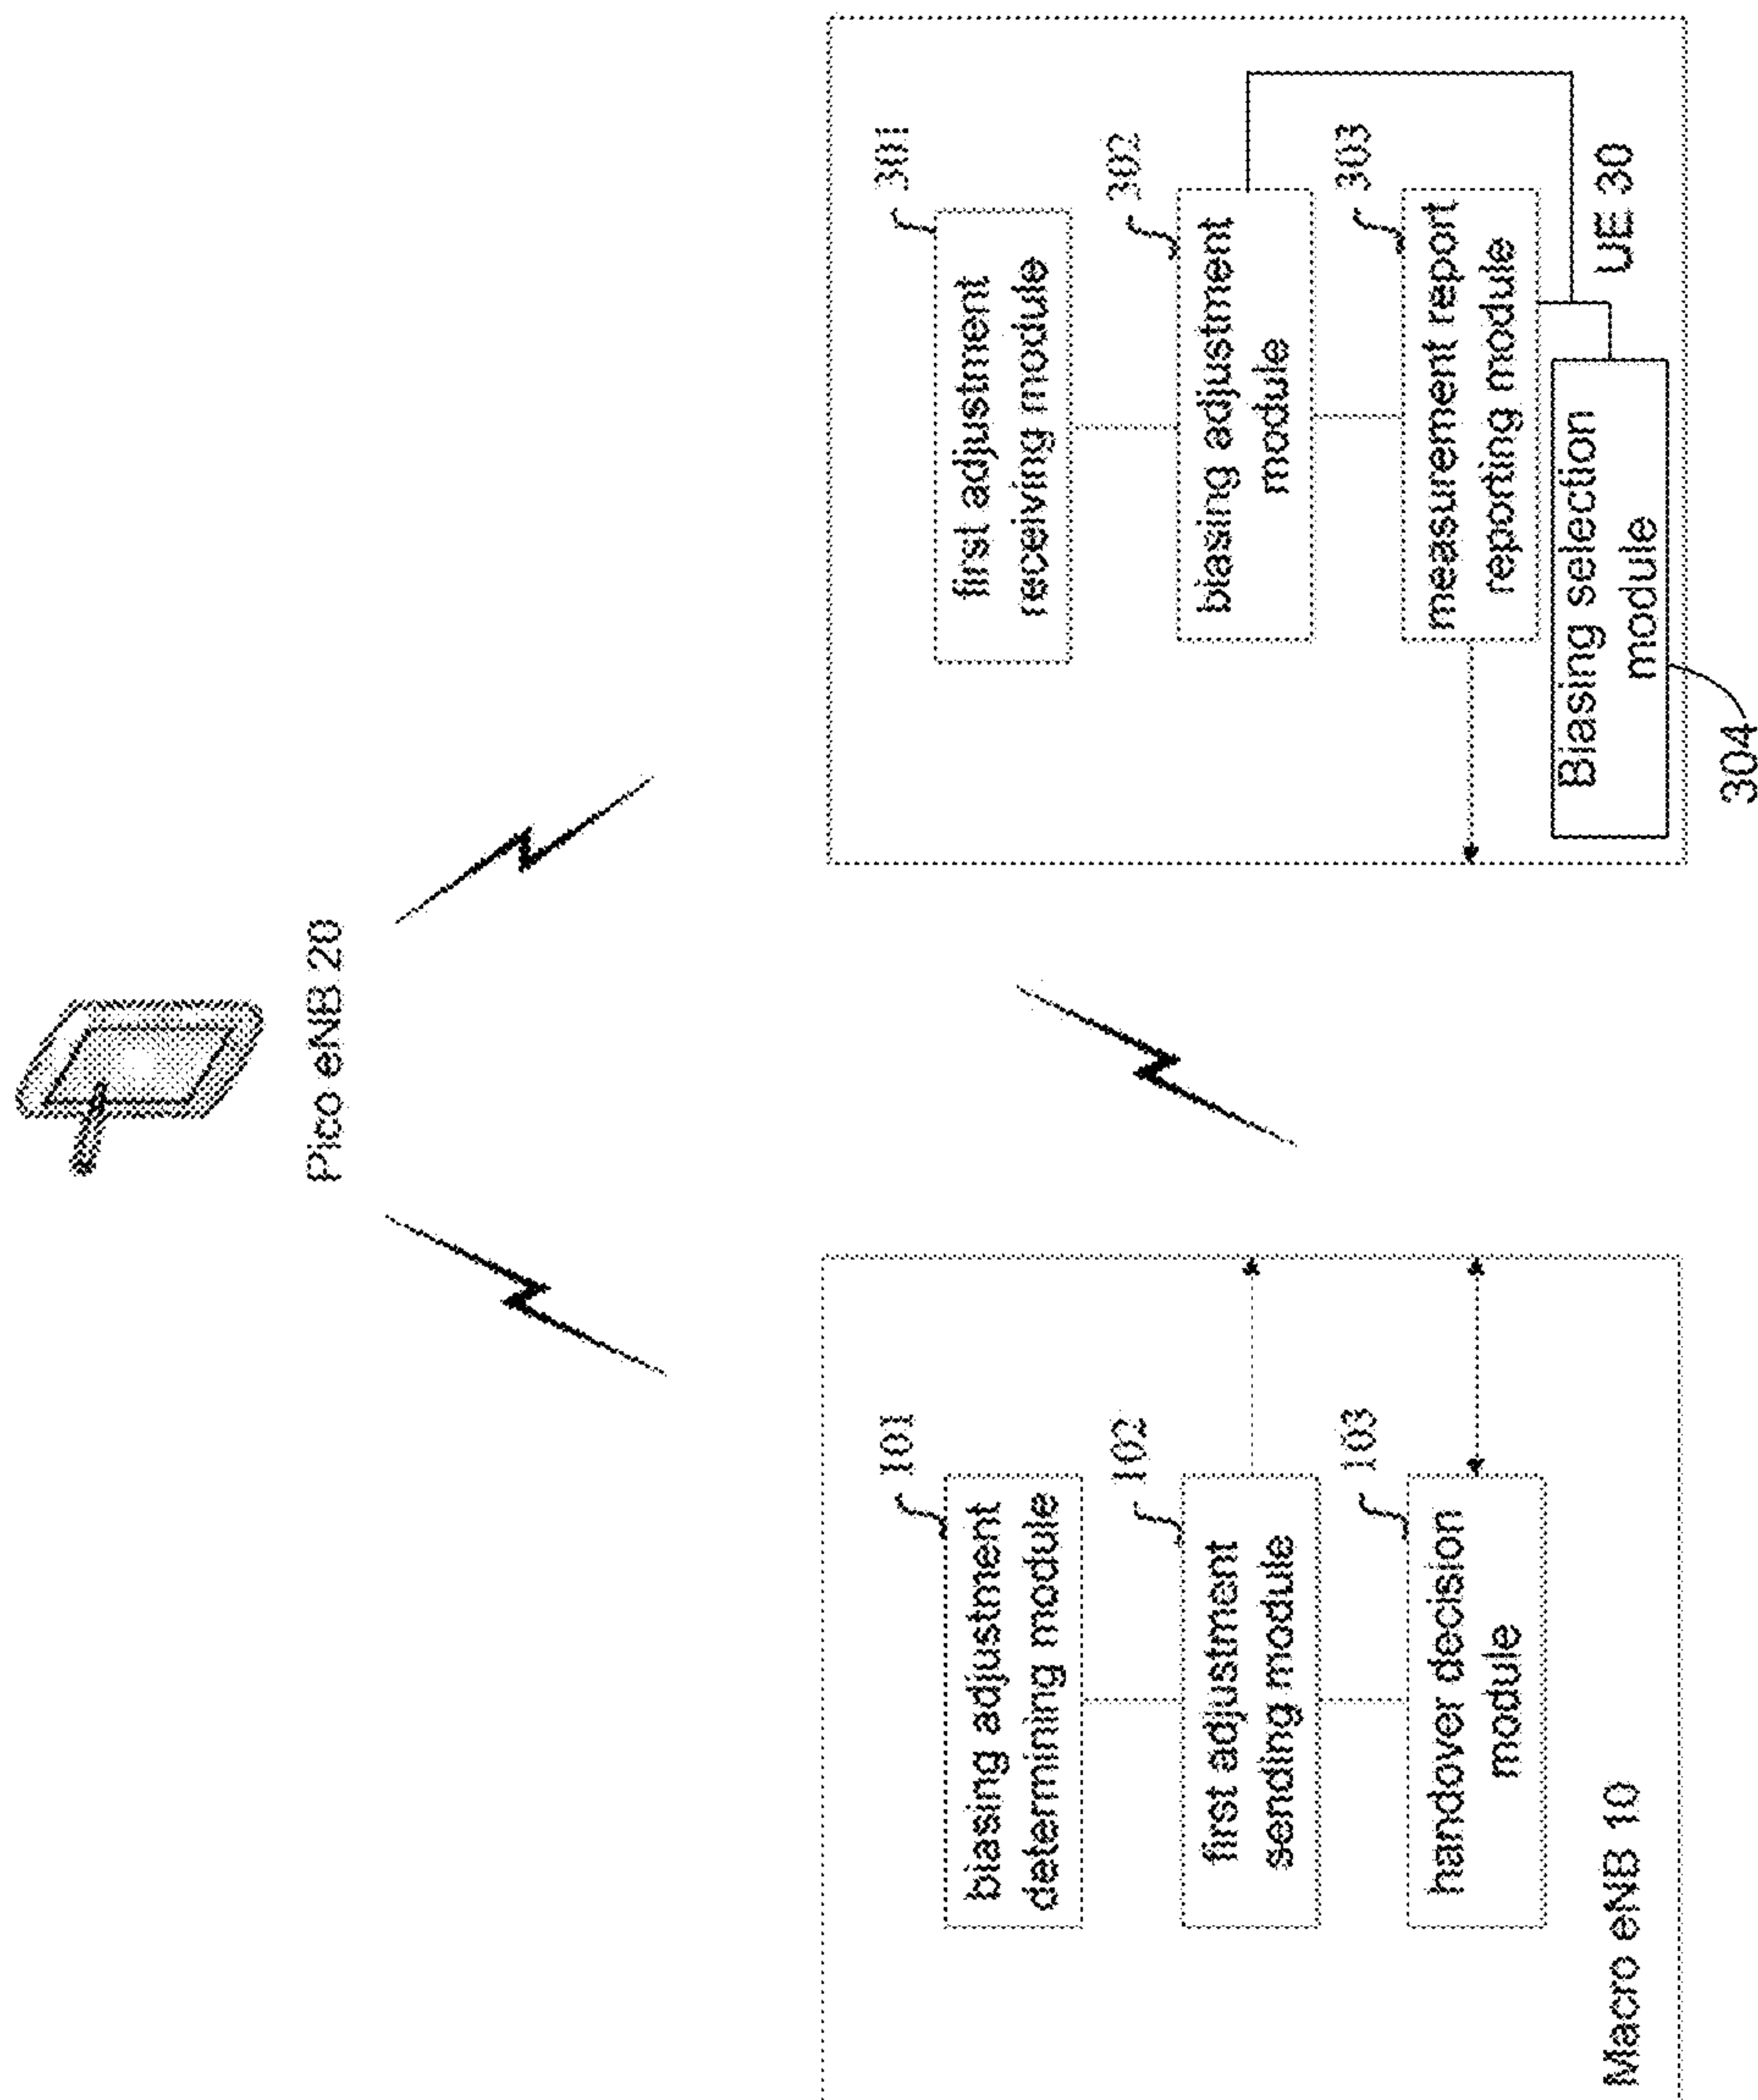 Pico eNB 20
101
biasing adjustment
determining module
102
first adjustment
sending module
103
handover decision
module
Macro eNB 10
301
first adjustment
receiving module
302
biasing adjustment
module
303
measurement report
reporting module
UE 30
Biasing selection
module
304